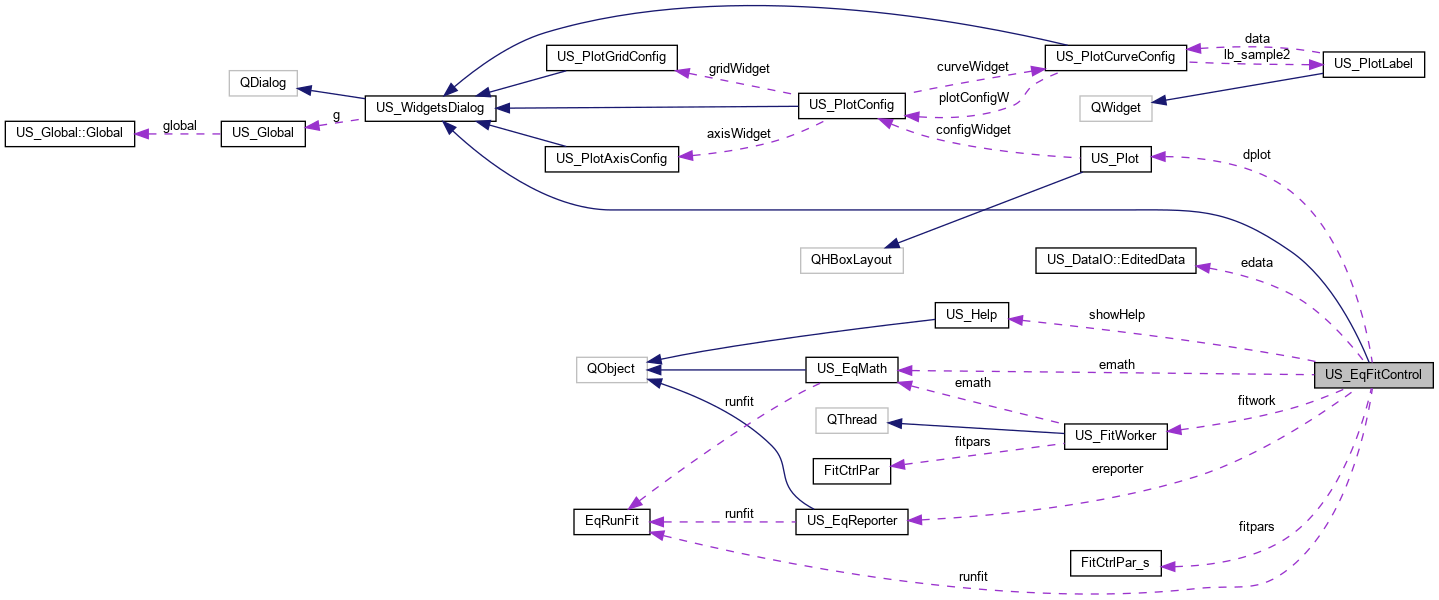 data
US_PlotGridConfig
US_PlotCurveConfig
lb_sample2
US_PlotLabel
gridWidget
curveWidget
QDialog
US_WidgetsDialog
US_PlotConfig
plotConfigW
QWidget
g
global
US_Global::Global
US_Global
axisWidget
configWidget
US_PlotAxisConfig
US_Plot
dplot
QHBoxLayout
US_DataIO::EditedData
edata
US_Help
showHelp
QObject
US_EqMath
emath
US_EqFitControl
emath
runfit
fitwork
QThread
US_FitWorker
fitpars
FitCtrlPar
ereporter
EqRunFit
runfit
US_EqReporter
fitpars
FitCtrlPar_s
runfit